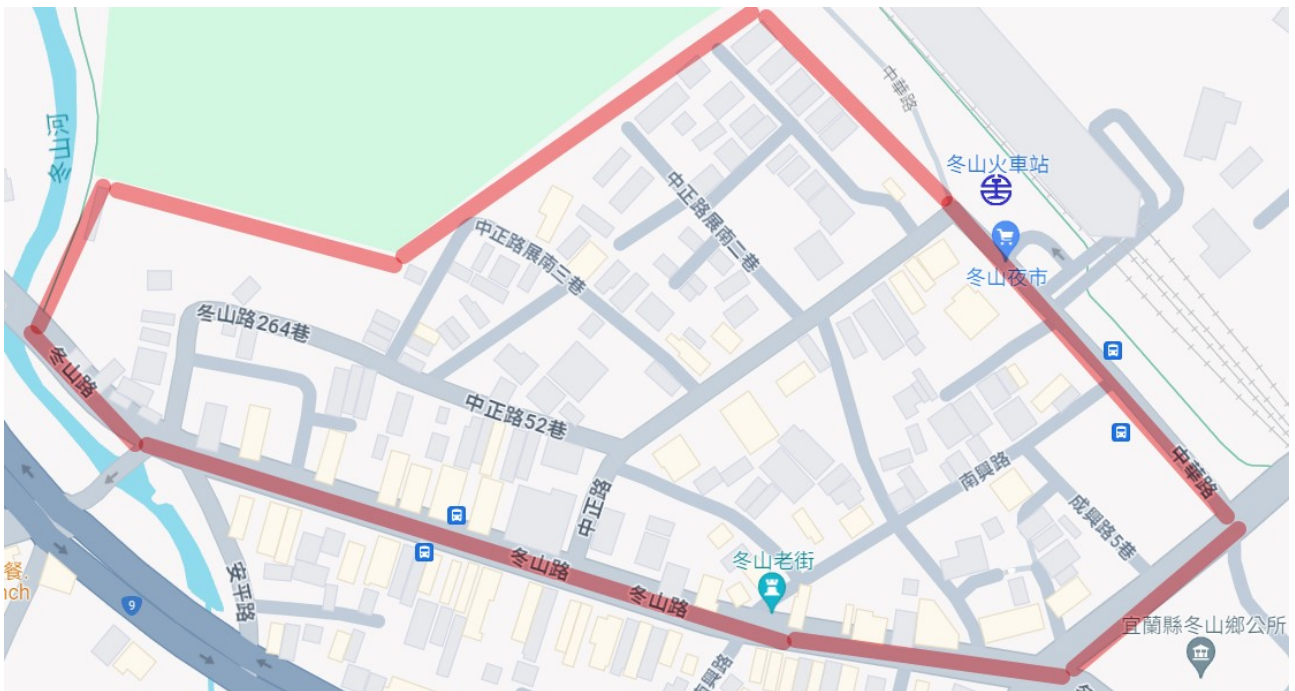 中華路
冬山河
冬山火車站
中正路展南二巷
中正路展南三巷
冬山夜市
冬山路264巷
冬山路
中正路52巷
中華路
南興路
中正路
成興路5巷
冬山路
冬山老街
冬山路
餐.
nch
安平路
9
宜蘭縣冬山鄉公所
南興路